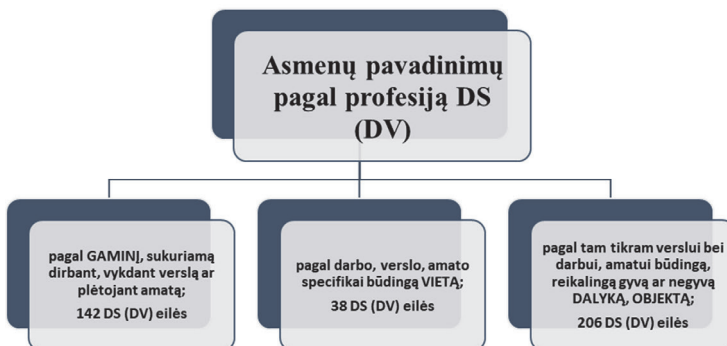 Asmenų pavadinimų
pagal profesiją DS
(DV)
pagal GAMINĮ, sukuriamą
dirbant, vykdant verslą ar
plėtojant amatą;
142 DS (DV) eilės
pagal darbo, verslo, amato
specifikai būdingą VIETĄ;
38 DS (DV) eilės
pagal tam tikram verslui bei
darbui, amatui būdingą,
reikalingą gyvą ar negyvą
DALYKĄ, OBJEKTĄ;
206 DS (DV) eilės